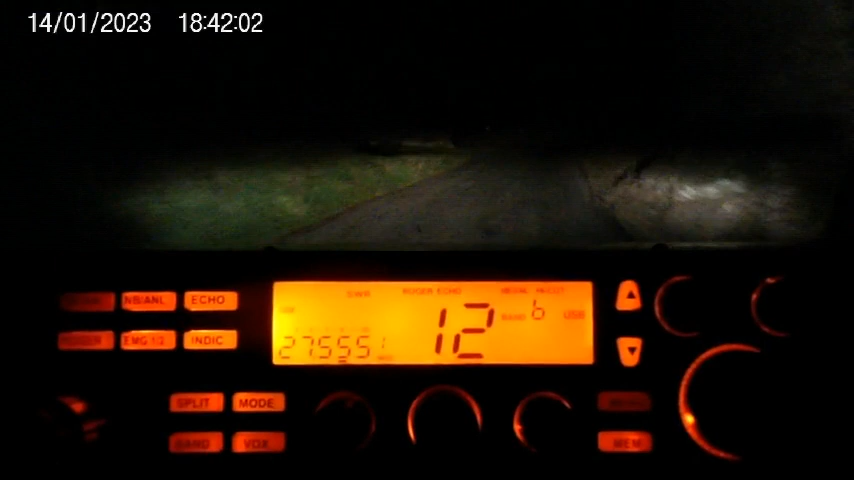 14/01/2023 18:42:02
NB/ANL ECHO
SWR ROGER ECHO
BAND 6 USB
12
EMG 1/2 INDIC
27555
SPLIT MODE
BAND VOX MEM